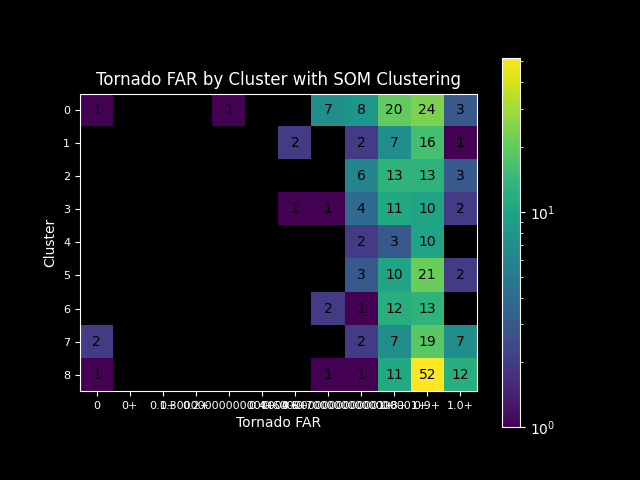 Tornado FAR by Cluster with SOM Clustering
0 1 1 7 8 20 24 3
1 2 2 7 16 1
2 6 13 13 3
3 1 1 4 11 10 2
4 2 3 10
5 3 10 21 2
6 2 1 12 13
7 2 2 7 19 7
8 1 1 1 11 52 12
Cluster
0 0+ 0.9+ 1.0+
Tornado FAR
10¹
10⁰